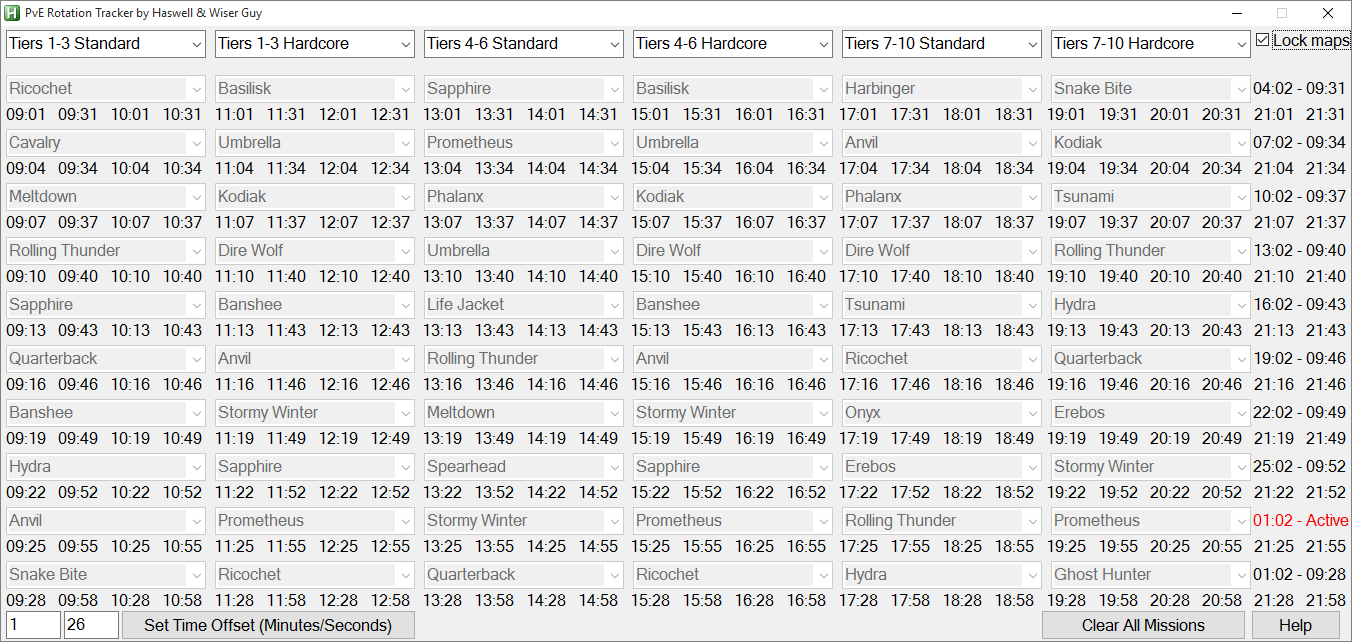 PvE Rotation Tracker by Haswell & Wiser Guy
Tiers 1-3 Standard Tiers 1-3 Hardcore Tiers 4-6 Standard Tiers 4-6 Hardcore Tiers 7-10 Standard Tiers 7-10 Hardcore Lock maps
Ricochet Basilisk Sapphire Basilisk Harbinger Snake Bite 04:02 - 09:31
09:01 09:31 10:01 10:31 11:01 11:31 12:01 12:31 13:01 13:31 14:01 14:31 15:01 15:31 16:01 16:31 17:01 17:31 18:01 18:31 19:01 19:31 20:01 20:31 21:01 21:31
Cavalry Umbrella Prometheus Umbrella Anvil Kodiak 07:02 - 09:34
09:04 09:34 10:04 10:34 11:04 11:34 12:04 12:34 13:04 13:34 14:04 14:34 15:04 15:34 16:04 16:34 17:04 17:34 18:04 18:34 19:04 19:34 20:04 20:34 21:04 21:34
Meltdown Kodiak Phalanx Kodiak Phalanx Tsunami 10:02 - 09:37
09:07 09:37 10:07 10:37 11:07 11:37 12:07 12:37 13:07 13:37 14:07 14:37 15:07 15:37 16:07 16:37 17:07 17:37 18:07 18:37 19:07 19:37 20:07 20:37 21:07 21:37
Rolling Thunder Dire Wolf Umbrella Dire Wolf Dire Wolf Rolling Thunder 13:02 - 09:40
09:10 09:40 10:10 10:40 11:10 11:40 12:10 12:40 13:10 13:40 14:10 14:40 15:10 15:40 16:10 16:40 17:10 17:40 18:10 18:40 19:10 19:40 20:10 20:40 21:10 21:40
Sapphire Banshee Life Jacket Banshee Tsunami Hydra 16:02 - 09:43
09:13 09:43 10:13 10:43 11:13 11:43 12:13 12:43 13:13 13:43 14:13 14:43 15:13 15:43 16:13 16:43 17:13 17:43 18:13 18:43 19:13 19:43 20:13 20:43 21:13 21:43
Quarterback Anvil Rolling Thunder Anvil Ricochet Quarterback 19:02 - 09:46
09:16 09:46 10:16 10:46 11:16 11:46 12:16 12:46 13:16 13:46 14:16 14:46 15:16 15:46 16:16 16:46 17:16 17:46 18:16 18:46 19:16 19:46 20:16 20:46 21:16 21:46
Banshee Stormy Winter Meltdown Stormy Winter Onyx Erebos 22:02 - 09:49
09:19 09:49 10:19 10:49 11:19 11:49 12:19 12:49 13:19 13:49 14:19 14:49 15:19 15:49 16:19 16:49 17:19 17:49 18:19 18:49 19:19 19:49 20:19 20:49 21:19 21:49
Hydra Sapphire Spearhead Sapphire Erebos Stormy Winter 25:02 - 09:52
09:22 09:52 10:22 10:52 11:22 11:52 12:22 12:52 13:22 13:52 14:22 14:52 15:22 15:52 16:22 16:52 17:22 17:52 18:22 18:52 19:22 19:52 20:22 20:52 21:22 21:52
Anvil Prometheus Stormy Winter Prometheus Rolling Thunder Prometheus 01:02 - Active
09:25 09:55 10:25 10:55 11:25 11:55 12:25 12:55 13:25 13:55 14:25 14:55 15:25 15:55 16:25 16:55 17:25 17:55 18:25 18:55 19:25 19:55 20:25 20:55 21:25 21:55
Snake Bite Ricochet Quarterback Ricochet Hydra Ghost Hunter 01:02 - 09:28
09:28 09:58 10:28 10:58 11:28 11:58 12:28 12:58 13:28 13:58 14:28 14:58 15:28 15:58 16:28 16:58 17:28 17:58 18:28 18:58 19:28 19:58 20:28 20:58 21:28 21:58
1 26 Set Time Offset (Minutes/Seconds) Clear All Missions Help